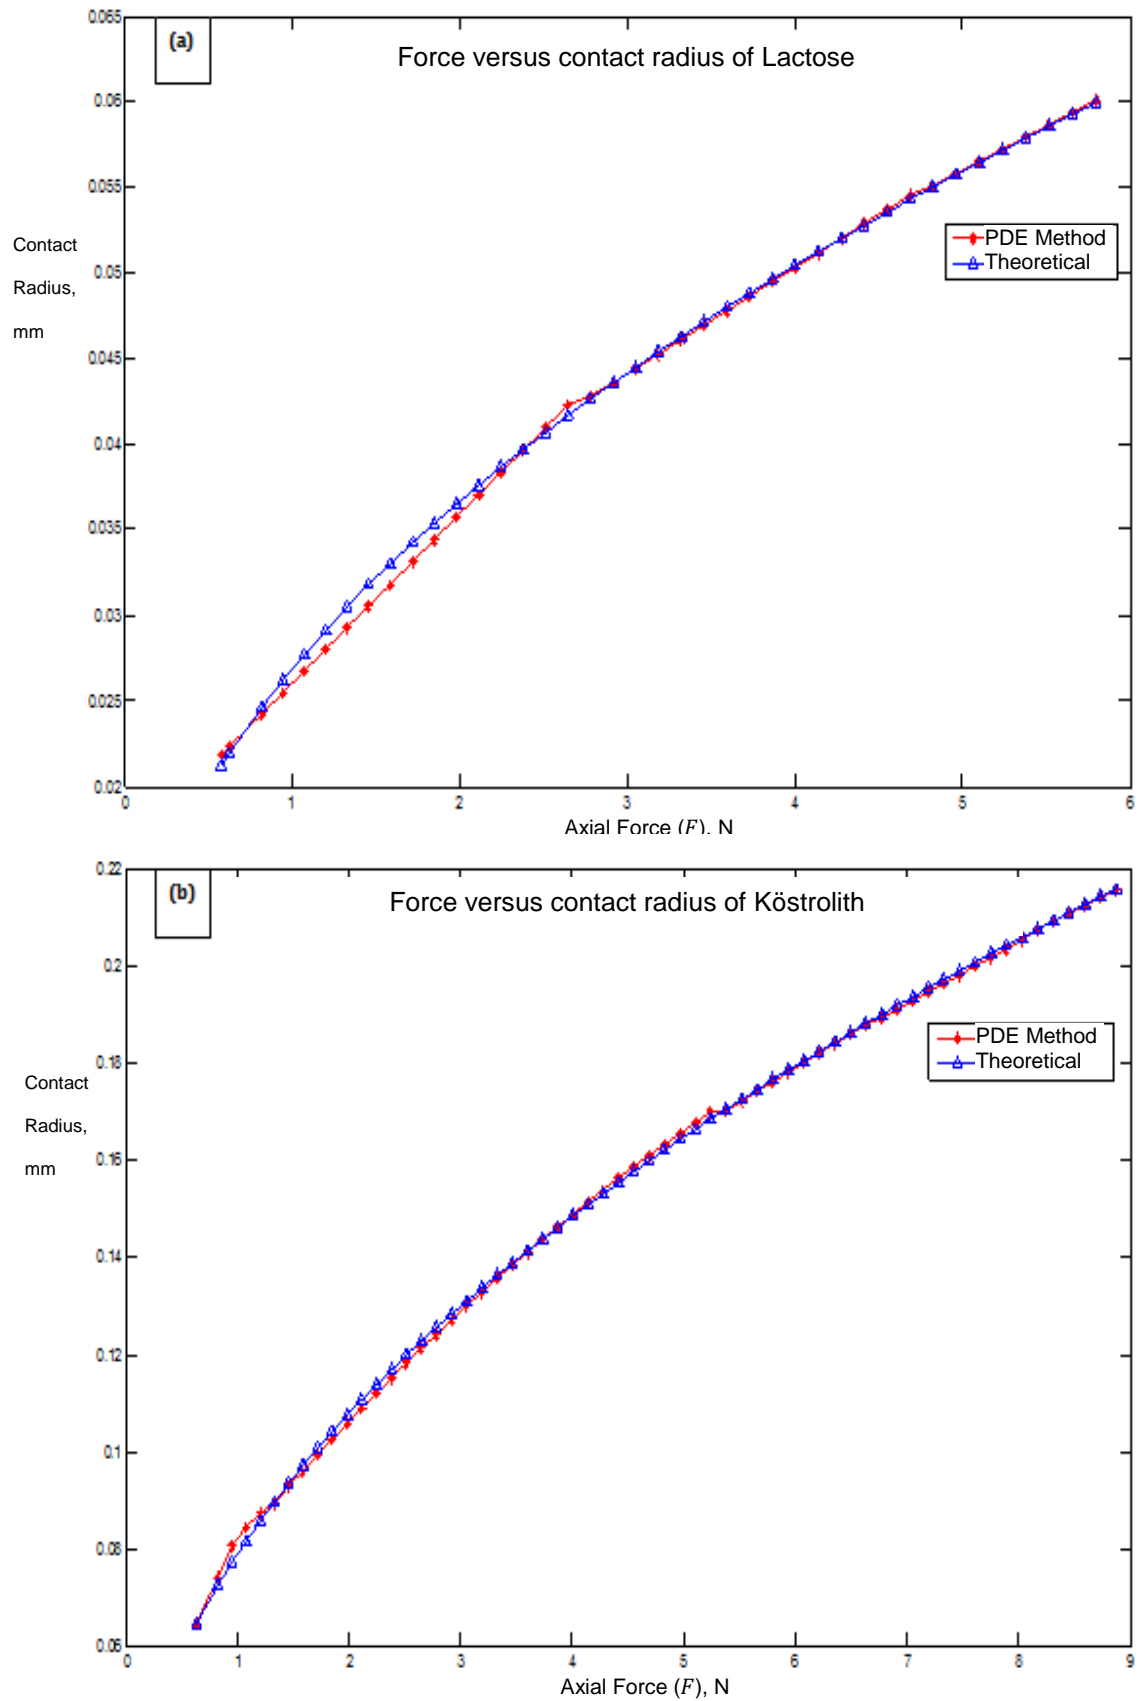 0.065
(a)
Force versus contact radius of Lactose
0.06
0.055
Contact
PDE Method
Theoretical
0.05
Radius,
mm
0.045
0.04
0.035
0.03
0.025
0.02
0 1 2 3 4 5 6
Axial Force (F), N
0.22
(b)
Force versus contact radius of Köstrolith
0.2
PDE Method
Theoretical
0.18
Contact
Radius,
0.16
mm
0.14
0.12
0.1
0.08
0.06
0 1 2 3 4 5 6 7 8 9
Axial Force (F), N